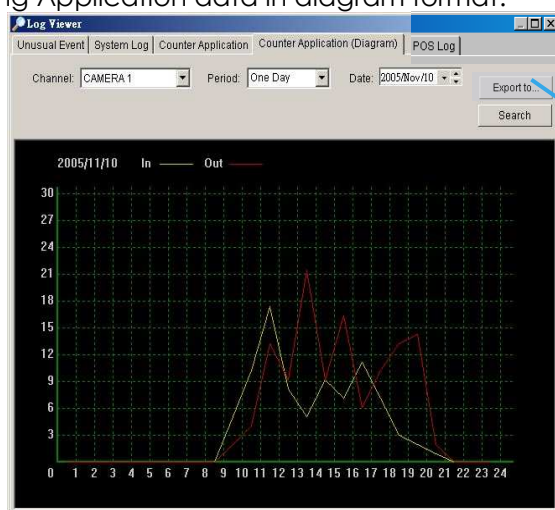 ng Application data in diagram format.
Log Viewer
Unusual Event System Log Counter Application Counter Application (Diagram) POS Log
Channel: CAMERA 1 Period: One Day Date: 2005/Nov/10 Export to...
Search
2005/11/10 In Out
30
27
24
21
18
15
12
9
6
3
0 1 2 3 4 5 6 7 8 9 10 11 12 13 14 15 16 17 18 19 20 21 22 23 24